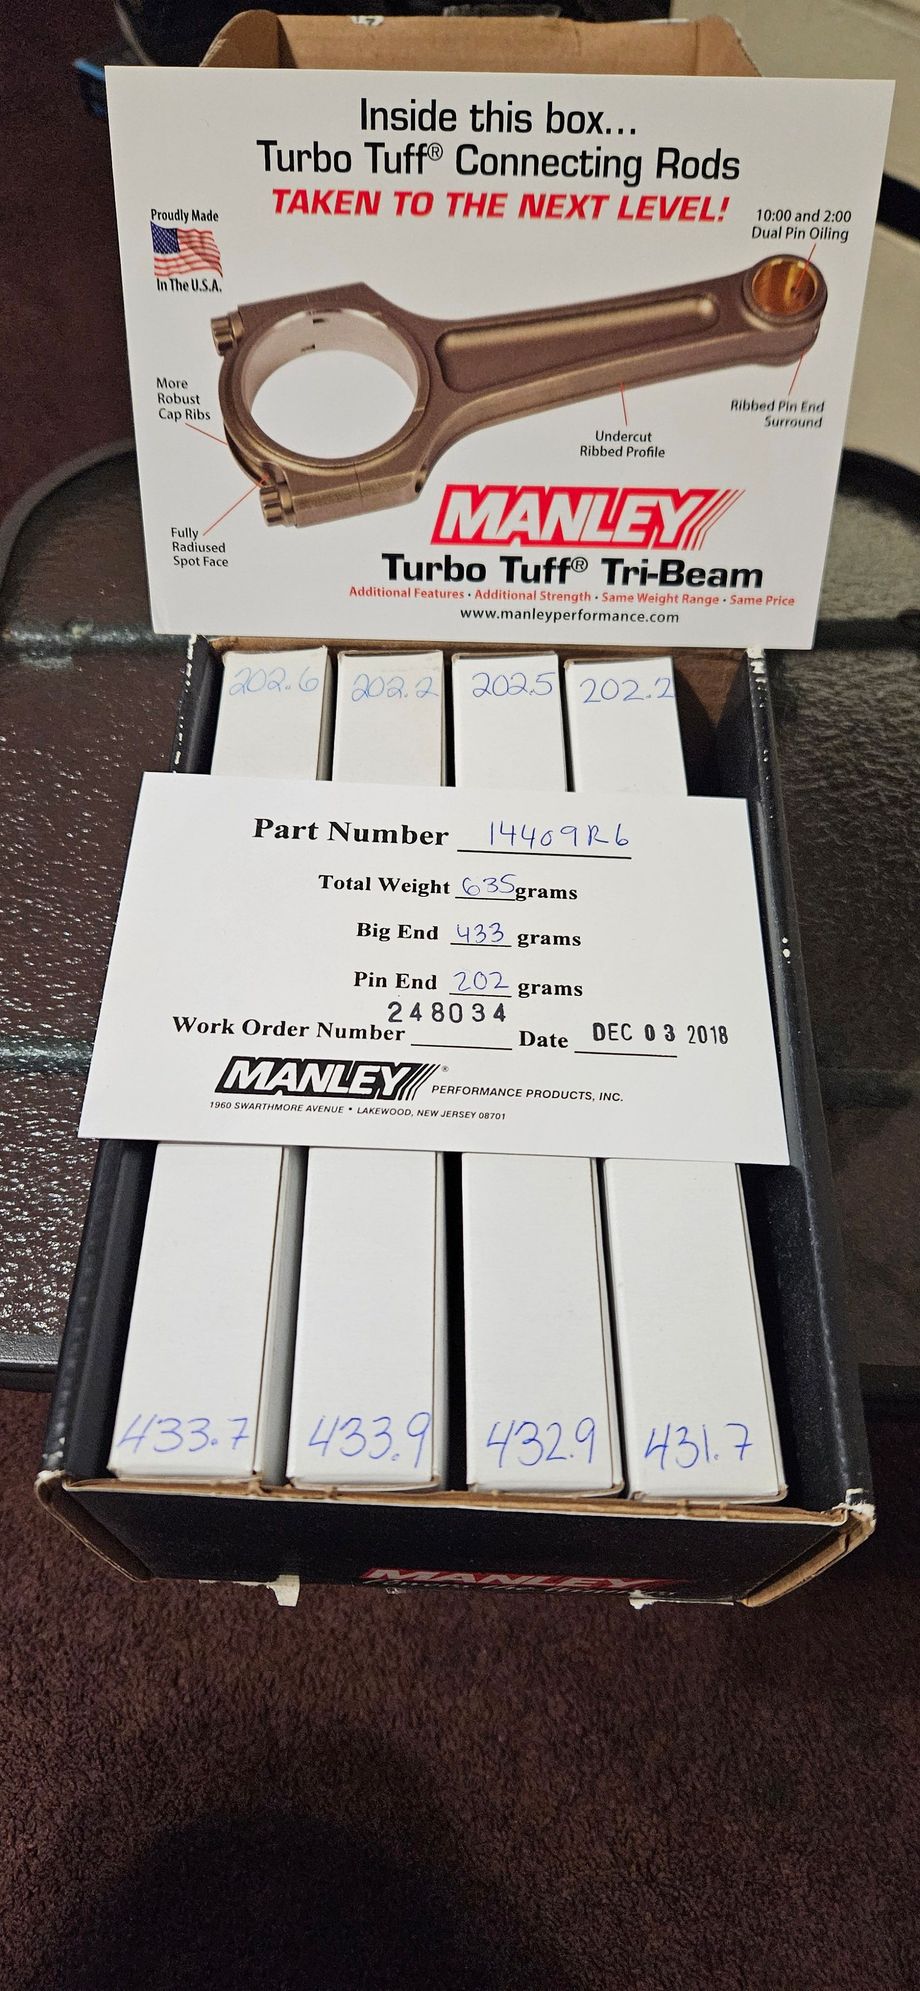 Inside this box...
Turbo Tuff® Connecting Rods
TAKEN TO THE NEXT LEVEL!
Proudly Made
In The U.S.A.
10:00 and 2:00
Dual Pin Oiling
More
Robust
Cap Ribs
Ribbed Pin End
Surround
Undercut
Ribbed Profile
Fully
Radiused
Spot Face
MANLEY
Turbo Tuff® Tri-Beam
Additional Features • Additional Strength • Same Weight Range • Same Price
www.manleyperformance.com
202.6 202.2 202.5 202.2
Part Number 14409R6
Total Weight 635 grams
Big End 433 grams
Pin End 202 grams
248034
Work Order Number Date DEC 03 2018
MANLEY ® PERFORMANCE PRODUCTS, INC.
1960 SWARTHMORE AVENUE • LAKEWOOD, NEW JERSEY 08701
433.7 433.9 432.9 431.7
MANLEY